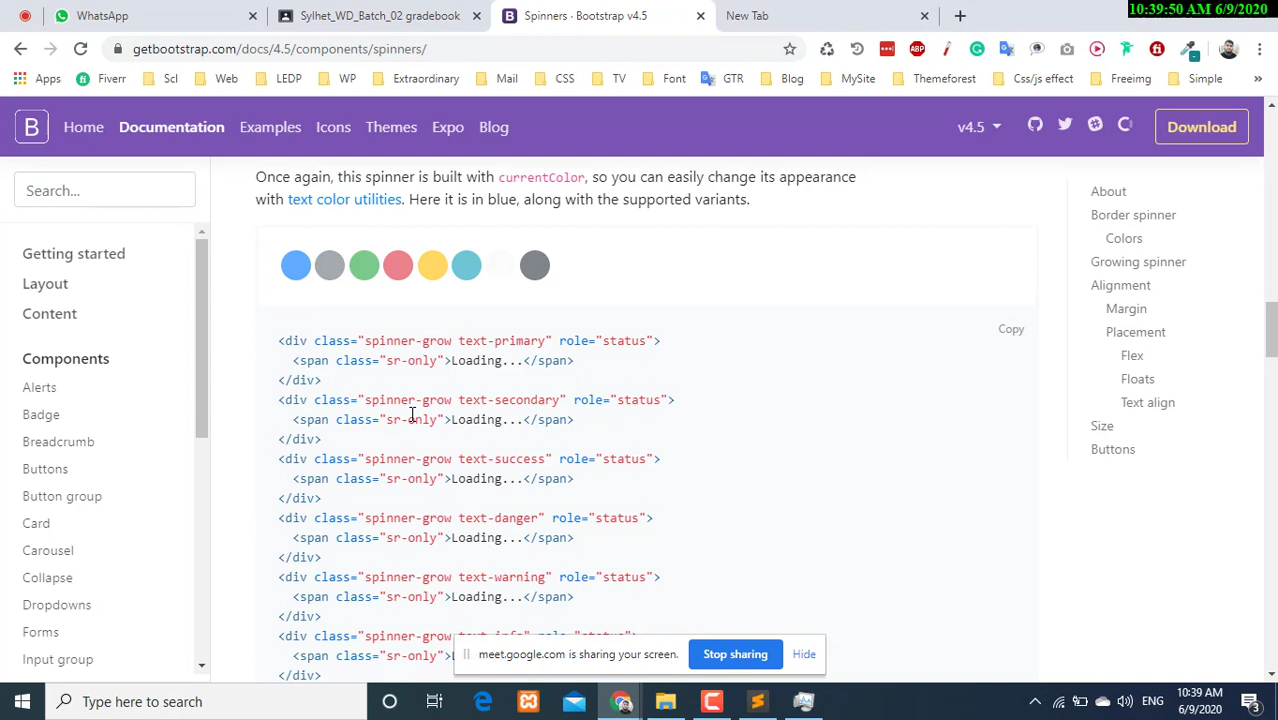 10:39:50 AM 6/9/2020
WhatsApp
Sylhet_WD_Batch_02 gradebook
Spinners · Bootstrap v4.5
New Tab
getbootstrap.com/docs/4.5/components/spinners/
ABP
Apps
Fiverr
Scl
Web
LEDP
WP
Extraordinary
Mail
CSS
TV
Font
GTR
Blog
MySite
Themeforest
Css/js effect
Freeimg
Simple
»
B
Home
Documentation
Examples
Icons
Themes
Expo
Blog
v4.5
Download
Search...
Getting started
Layout
Content
Components
Alerts
Badge
Breadcrumb
Buttons
Button group
Card
Carousel
Collapse
Dropdowns
Forms
Input group
Once again, this spinner is built with currentColor, so you can easily change its appearance
with text color utilities. Here it is in blue, along with the supported variants.
Copy
<div class="spinner-grow text-primary" role="status">
<span class="sr-only">Loading...</span>
</div>
<div class="spinner-grow text-secondary" role="status">
<span class="sr-only">Loading...</span>
</div>
<div class="spinner-grow text-success" role="status">
<span class="sr-only">Loading...</span>
</div>
<div class="spinner-grow text-danger" role="status">
<span class="sr-only">Loading...</span>
</div>
<div class="spinner-grow text-warning" role="status">
<span class="sr-only">Loading...</span>
</div>
<div class="spinner-grow text-info" role="status">
<span class="sr-only">
</div>
About
Border spinner
Colors
Growing spinner
Alignment
Margin
Placement
Flex
Floats
Text align
Size
Buttons
meet.google.com is sharing your screen.
Stop sharing
Hide
Type here to search
ENG
10:39 AM
6/9/2020
3